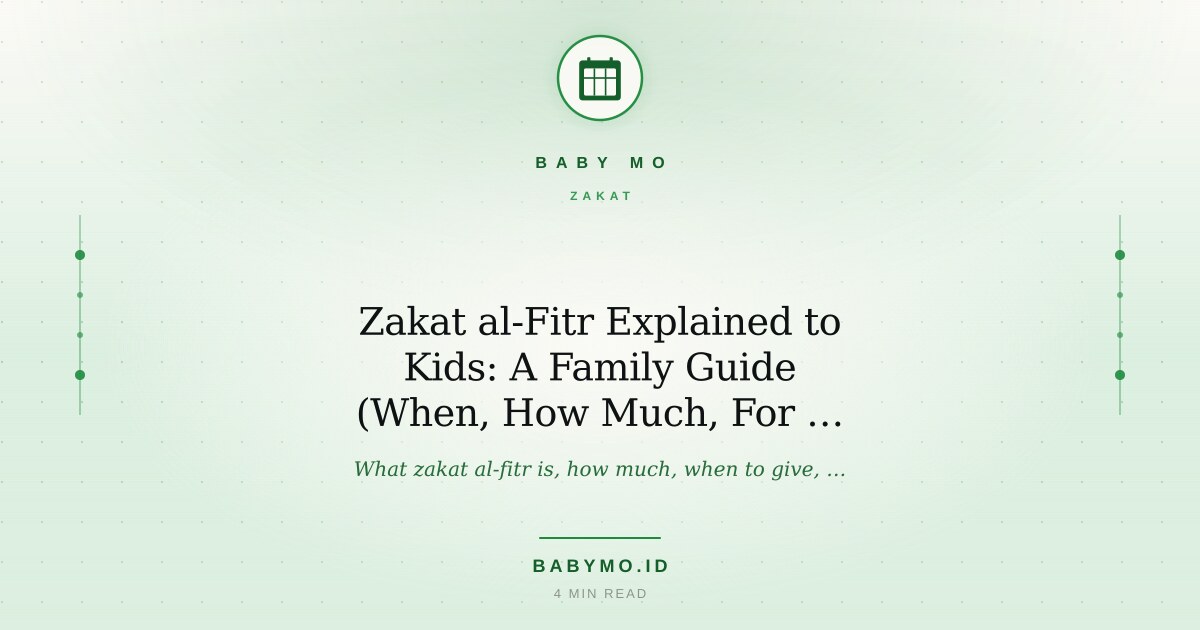 BABY MO
ZAKAT
Zakat al-Fitr Explained to
Kids: A Family Guide
(When, How Much, For …
What zakat al-fitr is, how much, when to give, …
BABYMO.ID
4 MIN READ